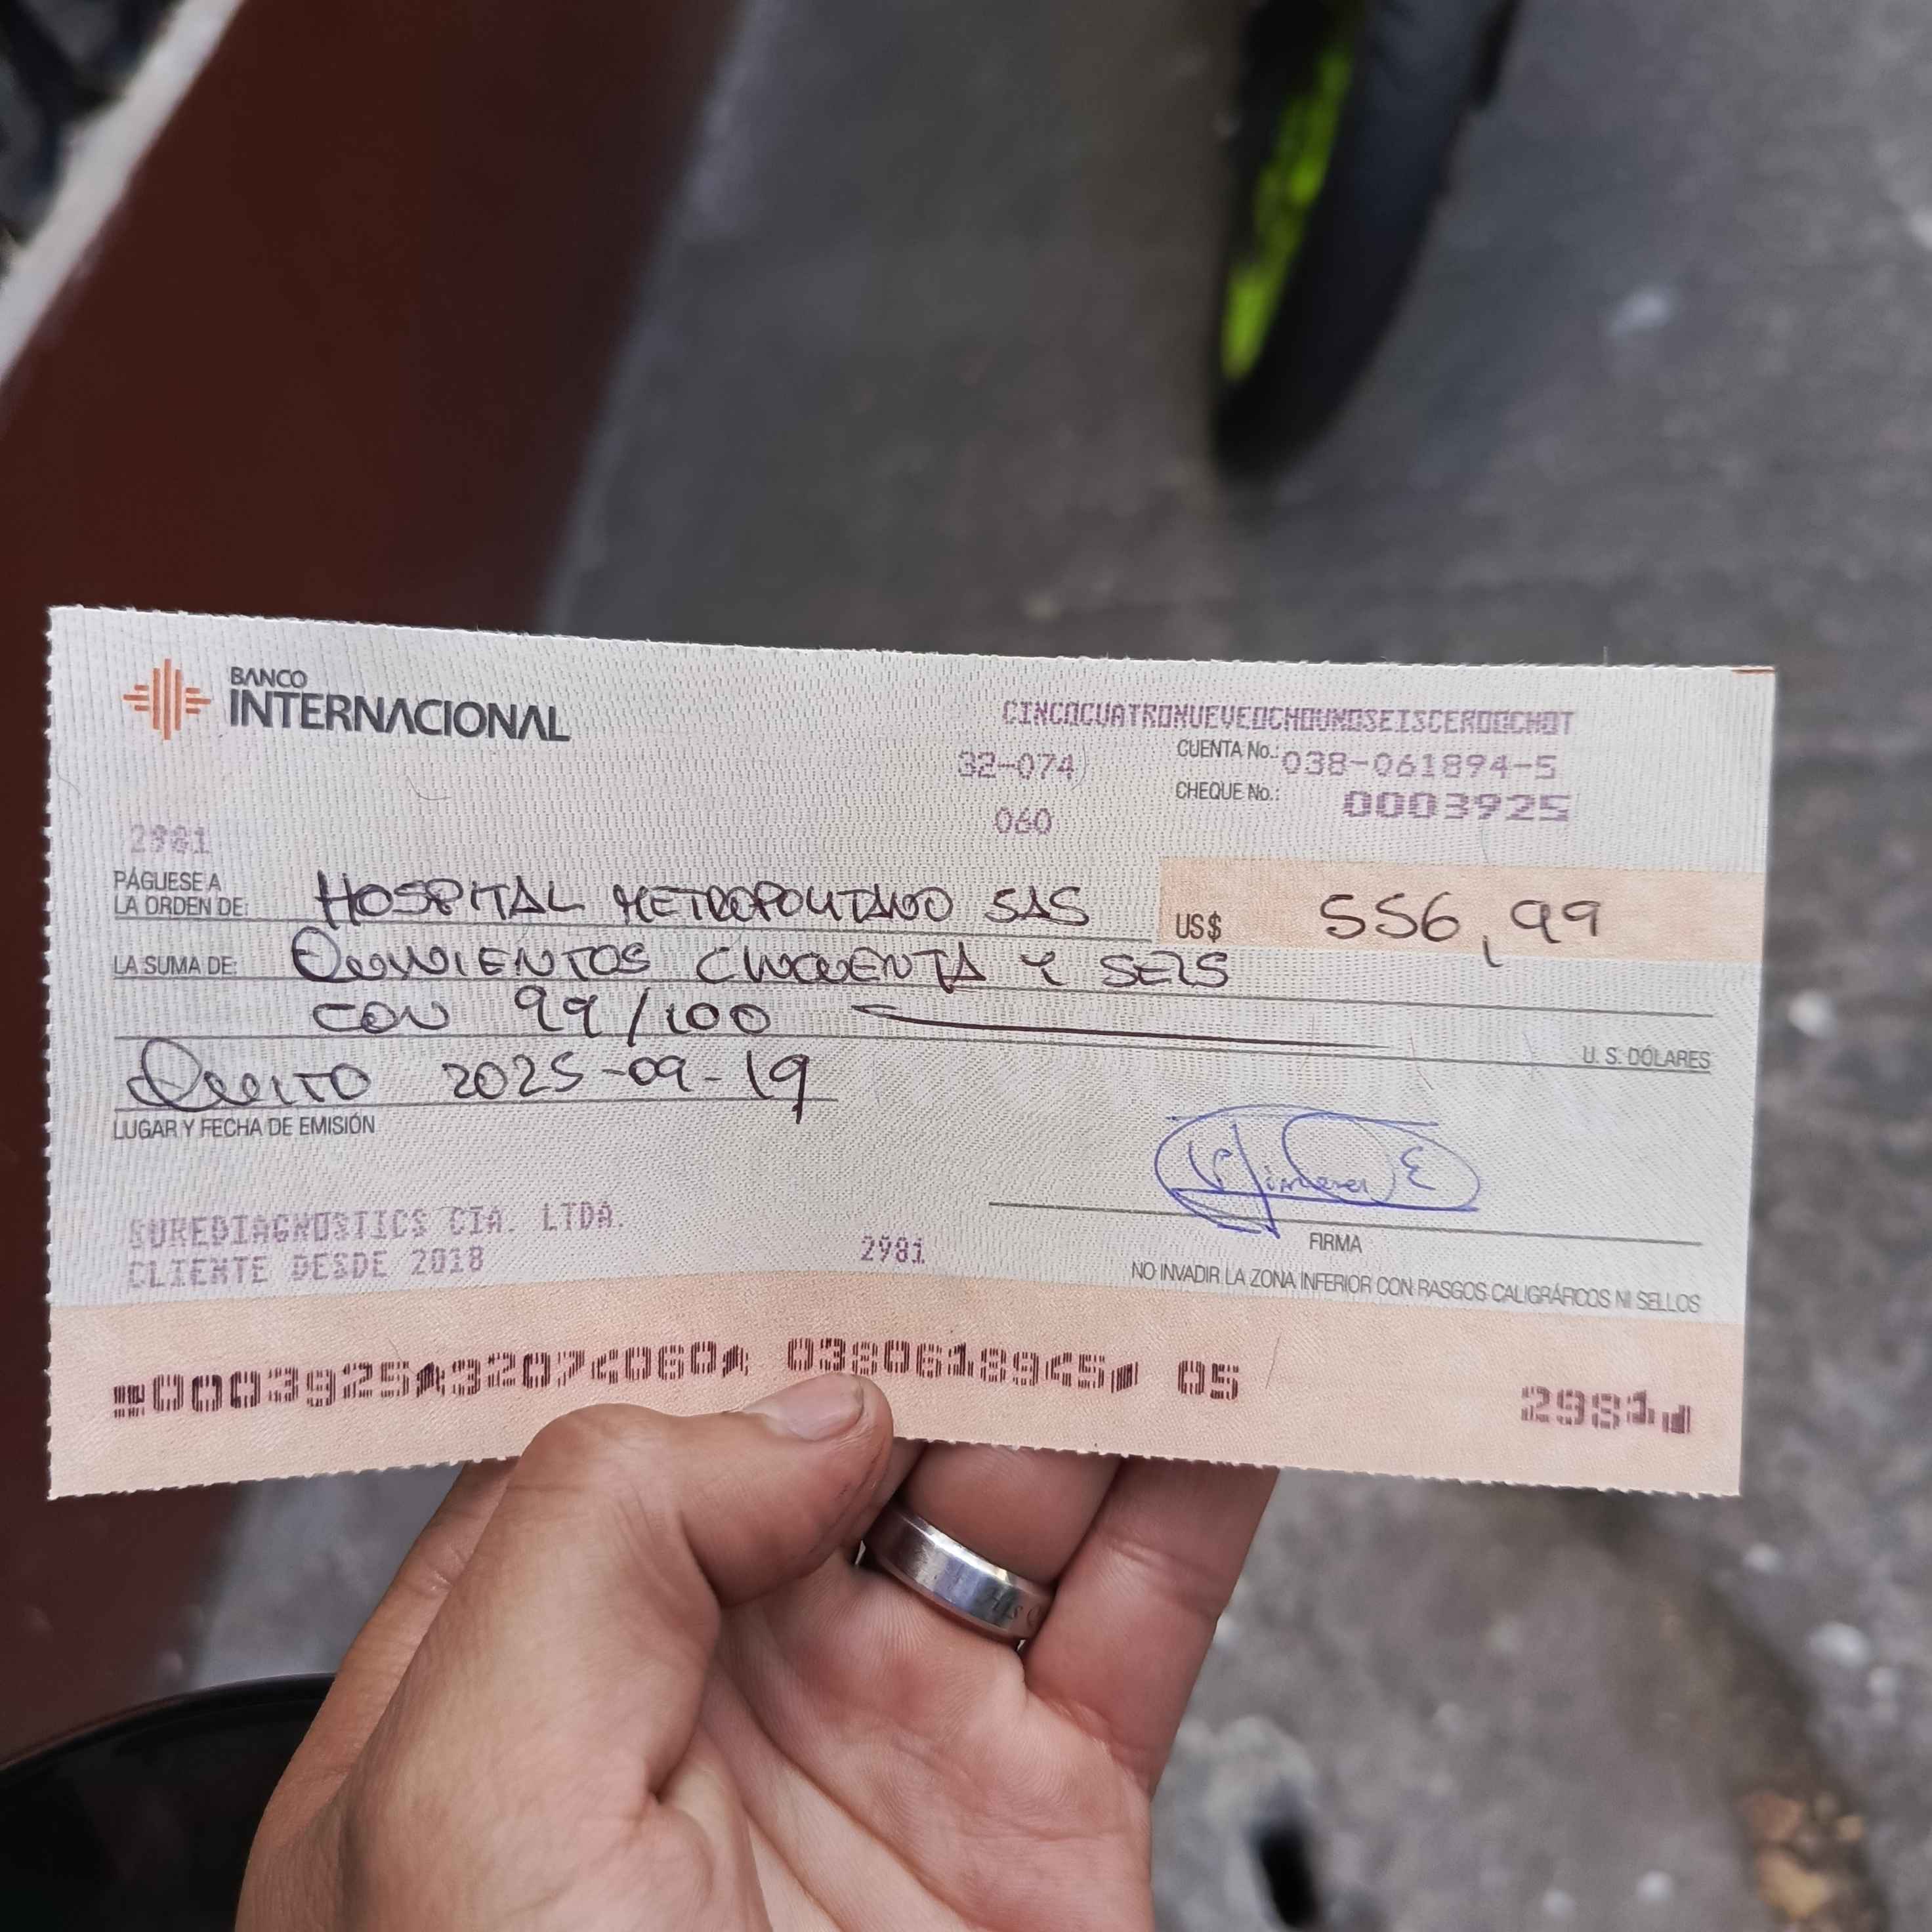 BANCO
INTERNACIONAL
CINCOCUATRONUEVEOCHOUNOSEISCEROOCHOT
32-074
CUENTA No.: 038-061894-5
060
CHEQUE No.: 0003925
2981
PÁGUESE A
LA ORDEN DE: HOSPITAL METROPOLITANO SAS
US$ 556,99
LA SUMA DE: QUINIENTOS CINCUENTA Y SEIS
CON 99/100
U. S. DÓLARES
Quito 2025-09-19
LUGAR Y FECHA DE EMISIÓN
SUREDIAGNOSTICS CIA. LTDA.
CLIENTE DESDE 2018
2981
FIRMA
NO INVADIR LA ZONA INFERIOR CON RASGOS CALIGRÁFICOS NI SELLOS
0003925 32074060 0380618945 05 2981